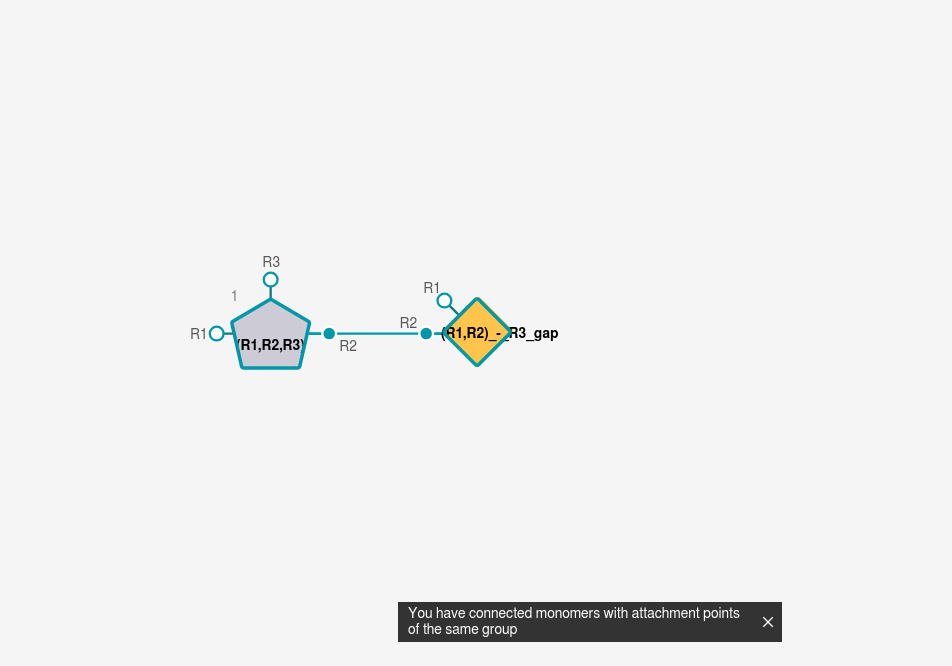 R3
1
R1
(R1,R2,R3)
R2
R1
R2
(R1,R2)_-_R3_gap
You have connected monomers with attachment points
of the same group